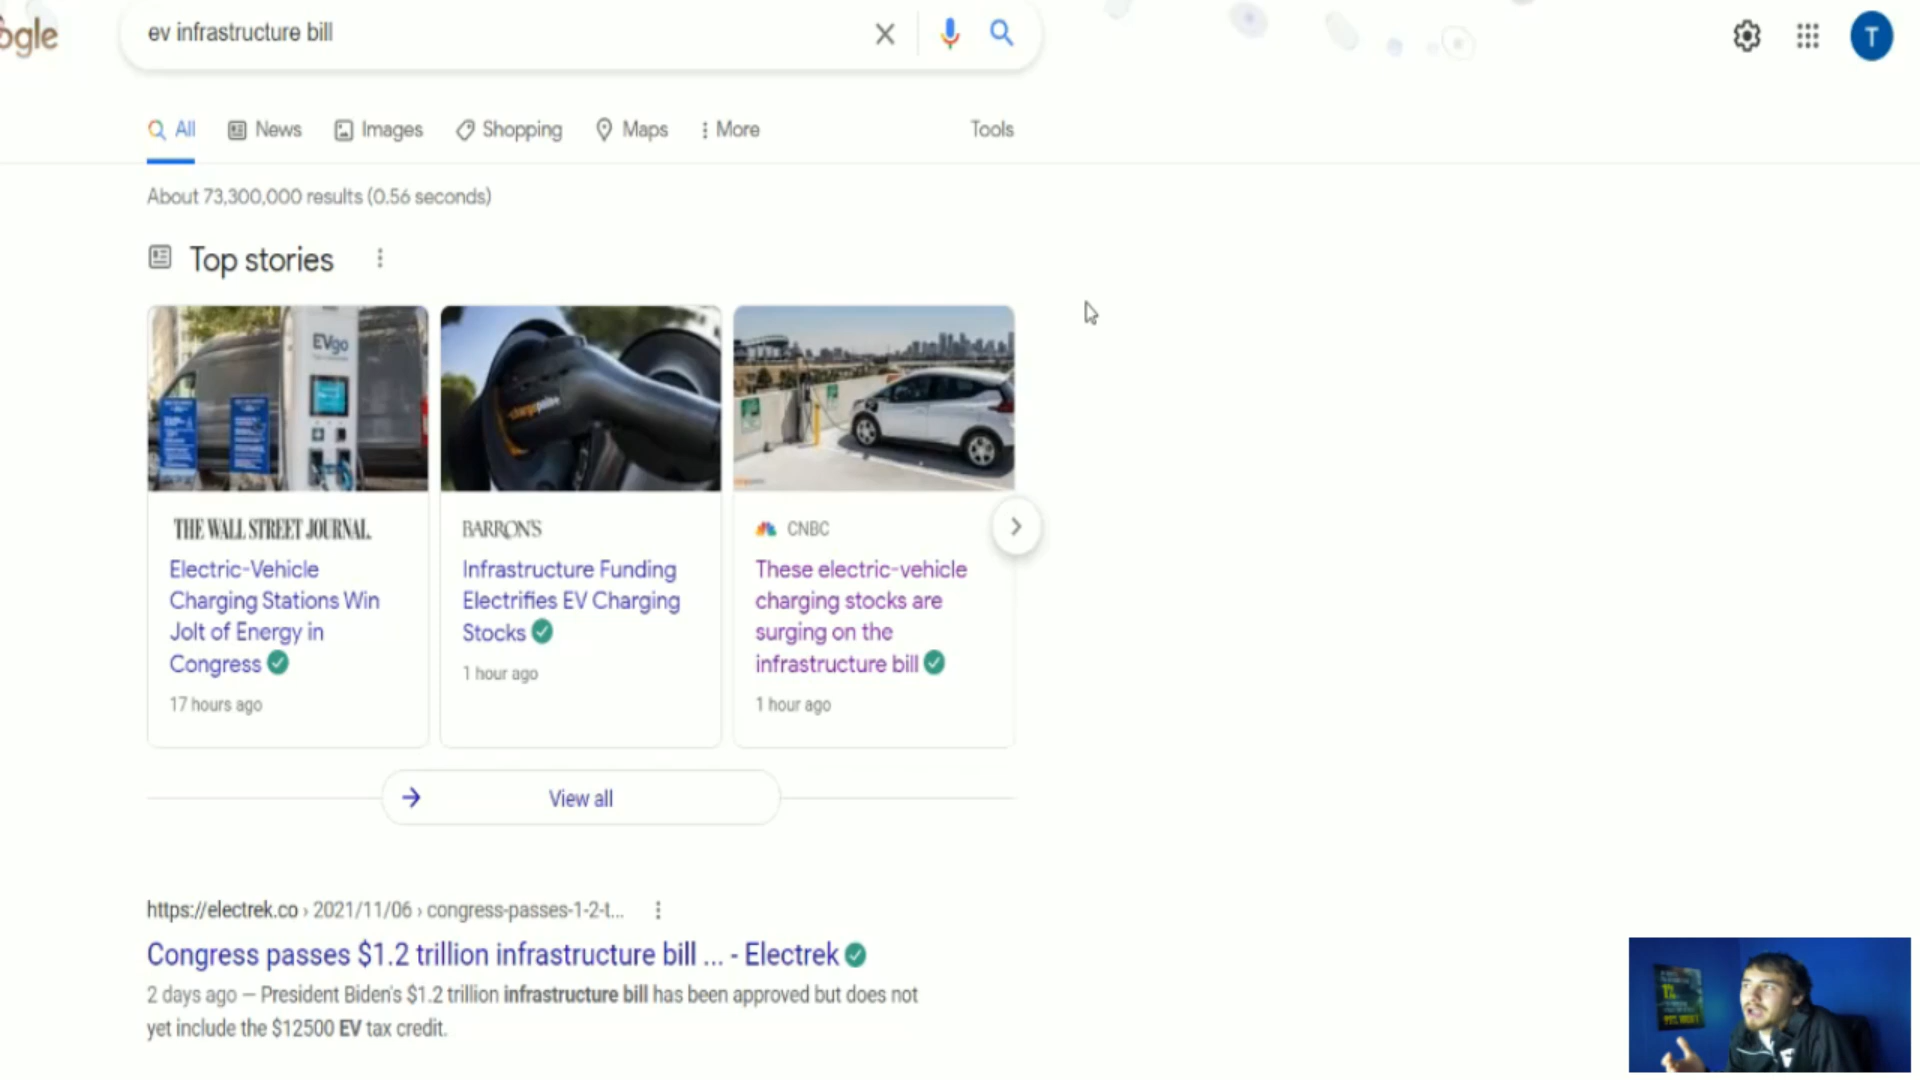 ogle
ev infrastructure bill
T
All
News
Images
Shopping
Maps
More
Tools
About 73,300,000 results (0.56 seconds)
Top stories
EVgo
chargepoin+
THE WALL STREET JOURNAL.
Electric-Vehicle
Charging Stations Win
Jolt of Energy in
Congress
17 hours ago
BARRON'S
Infrastructure Funding
Electrifies EV Charging
Stocks
1 hour ago
CNBC
These electric-vehicle
charging stocks are
surging on the
infrastructure bill
1 hour ago
View all
https://electrek.co › 2021/11/06 › congress-passes-1-2-t...
Congress passes $1.2 trillion infrastructure bill ... - Electrek
2 days ago — President Biden's $1.2 trillion infrastructure bill has been approved but does not
yet include the $12500 EV tax credit.